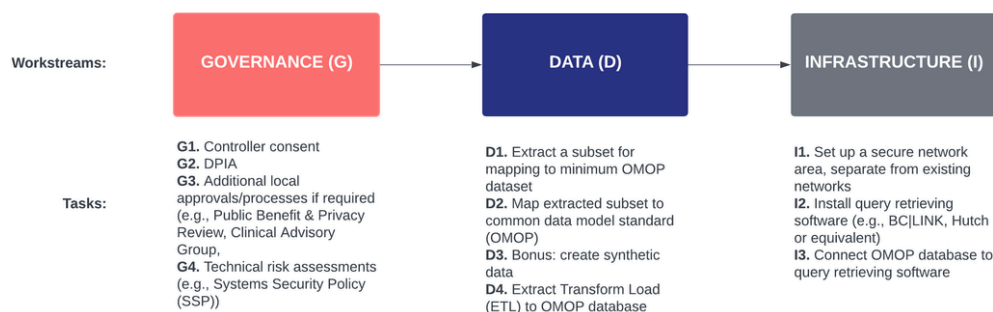 Workstreams:
GOVERNANCE (G)
DATA (D)
INFRASTRUCTURE (I)
Tasks:
G1. Controller consent
G2. DPIA
G3. Additional local
approvals/processes if required
(e.g., Public Benefit & Privacy
Review, Clinical Advisory
Group,
G4. Technical risk assessments
(e.g., Systems Security Policy
(SSP))
D1. Extract a subset for
mapping to minimum OMOP
dataset
D2. Map extracted subset to
common data model standard
(OMOP)
D3. Bonus: create synthetic
data
D4. Extract Transform Load
(ETL) to OMOP database
I1. Set up a secure network
area, separate from existing
networks
I2. Install query retrieving
software (e.g., BC|LINK, Hutch
or equivalent)
I3. Connect OMOP database to
query retrieving software